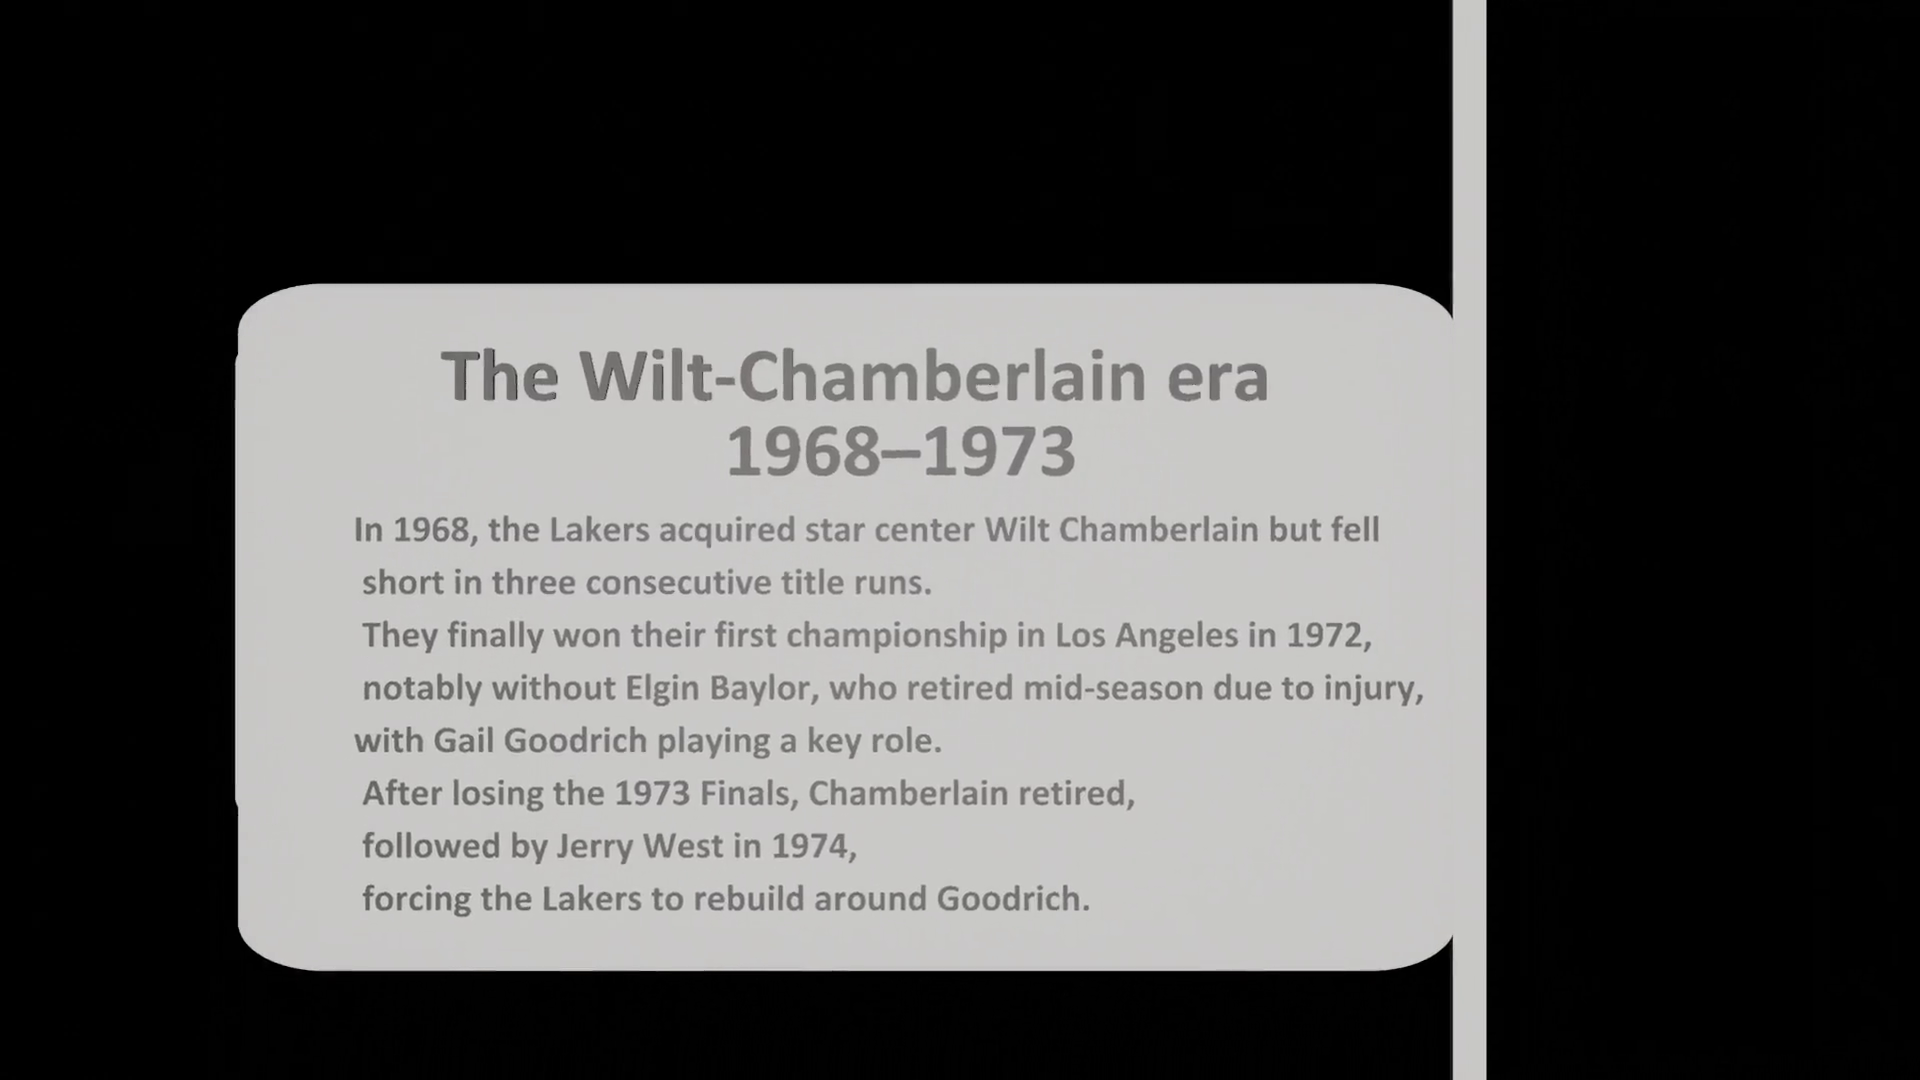 The Wilt-Chamberlain era
1968–1973
In 1968, the Lakers acquired star center Wilt Chamberlain but fell
short in three consecutive title runs.
They finally won their first championship in Los Angeles in 1972,
notably without Elgin Baylor, who retired mid-season due to injury,
with Gail Goodrich playing a key role.
After losing the 1973 Finals, Chamberlain retired,
followed by Jerry West in 1974,
forcing the Lakers to rebuild around Goodrich.